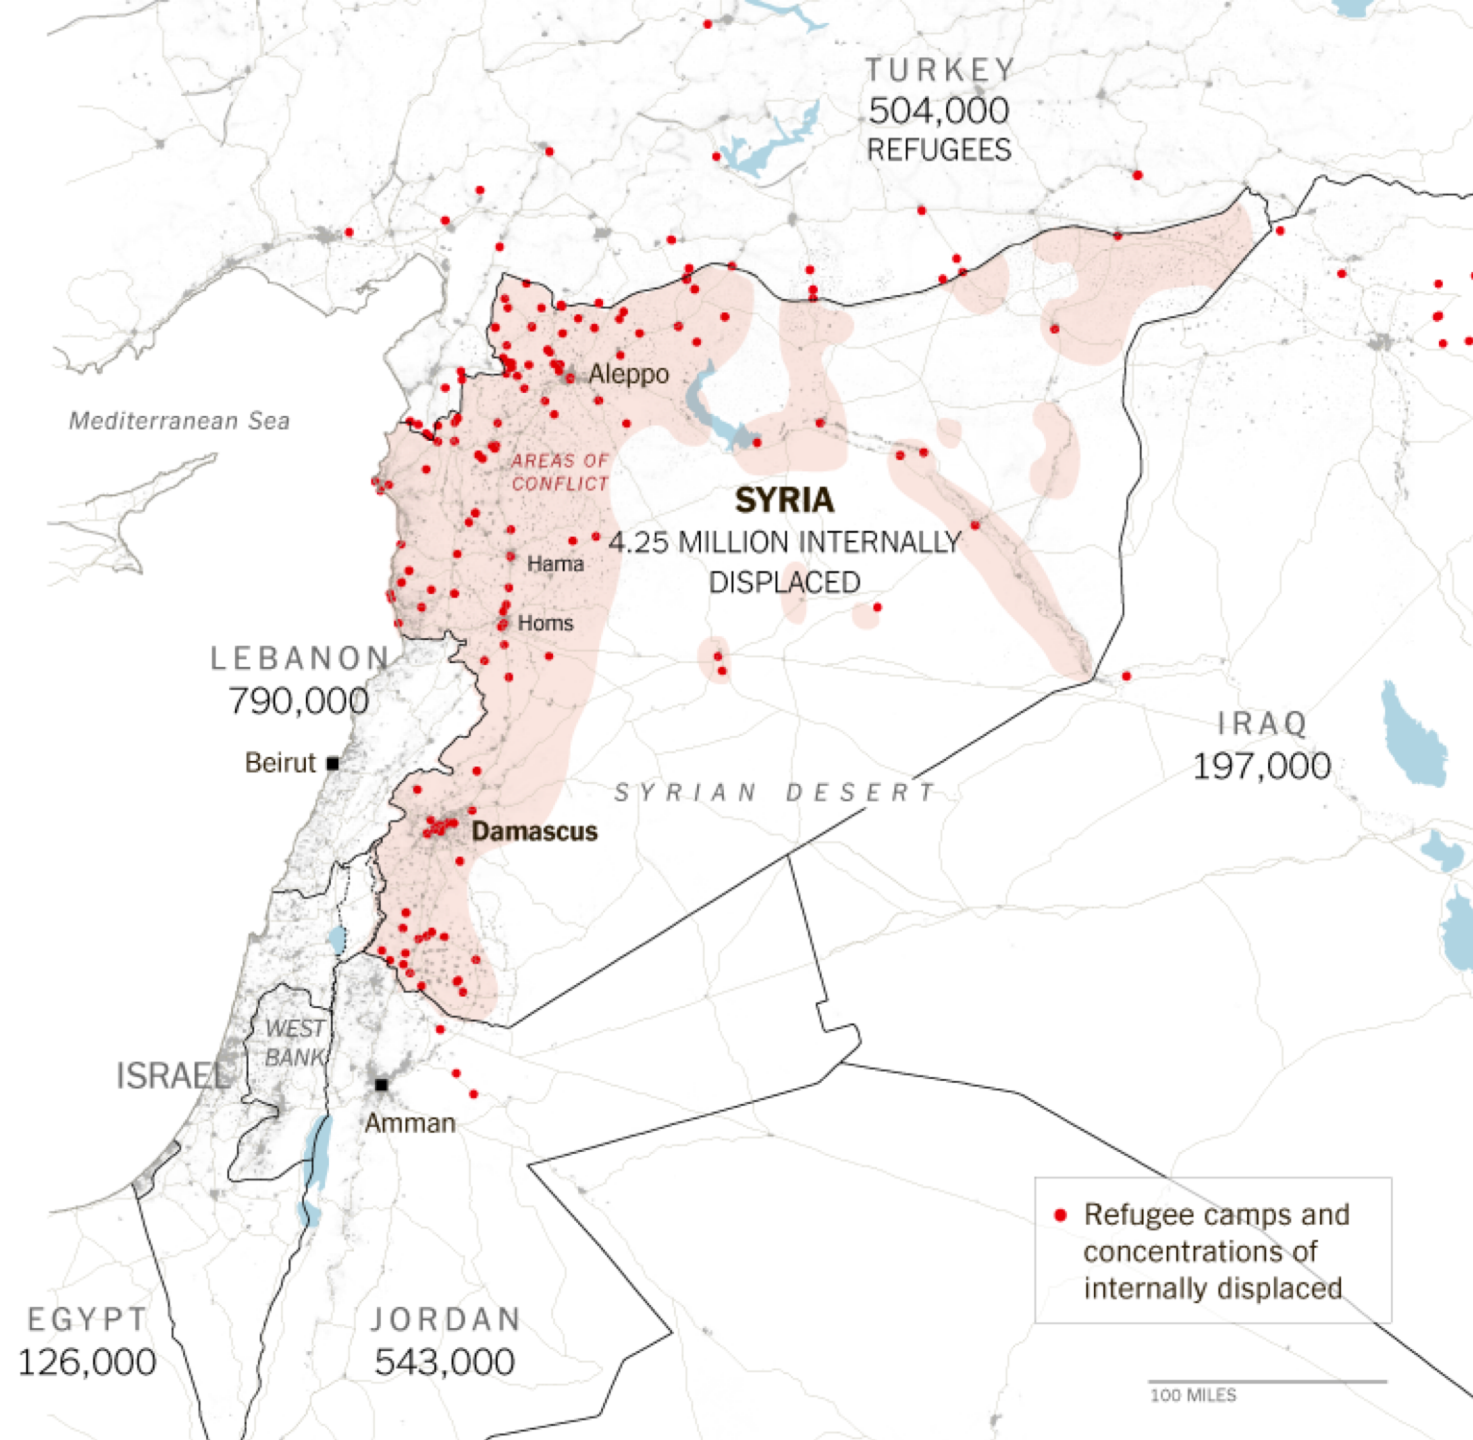 TURKEY
504,000
REFUGEES
Aleppo
Mediterranean Sea
AREAS OF
CONFLICT
SYRIA
4.25 MILLION INTERNALLY
DISPLACED
Hama
Homs
LEBANON
790,000
IRAQ
197,000
Beirut
SYRIAN DESERT
Damascus
WEST
BANK
ISRAEL
Amman
Refugee camps and
concentrations of
internally displaced
EGYPT
126,000
JORDAN
543,000
100 MILES